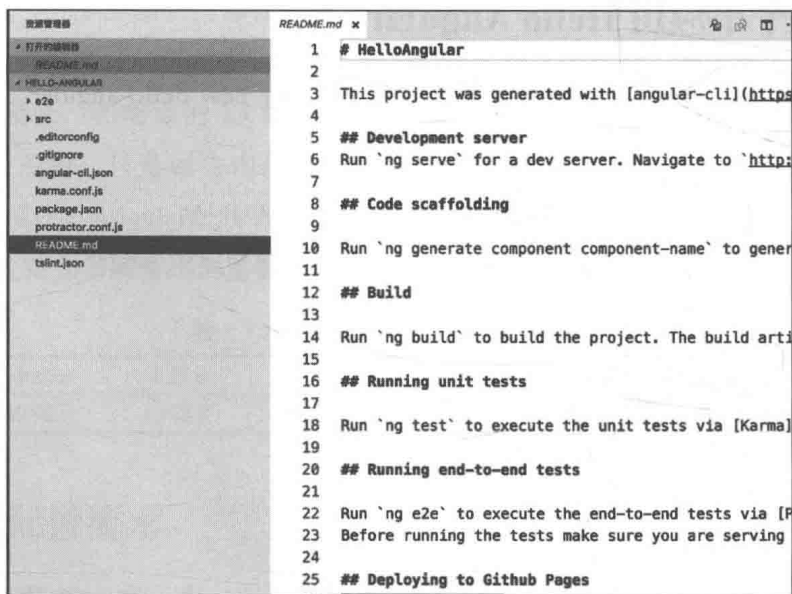 资源管理器
打开的编辑器
README.md
HELLO-ANGULAR
e2e
src
.editorconfig
.gitignore
angular-cli.json
karma.conf.js
package.json
protractor.conf.js
README.md
tslint.json
README.md ×
1 # HelloAngular
2
3 This project was generated with [angular-cli](https
4
5 ## Development server
6 Run `ng serve` for a dev server. Navigate to `http:
7
8 ## Code scaffolding
9
10 Run `ng generate component component-name` to gener
11
12 ## Build
13
14 Run `ng build` to build the project. The build arti
15
16 ## Running unit tests
17
18 Run `ng test` to execute the unit tests via [Karma]
19
20 ## Running end-to-end tests
21
22 Run `ng e2e` to execute the end-to-end tests via [P
23 Before running the tests make sure you are serving
24
25 ## Deploying to Github Pages